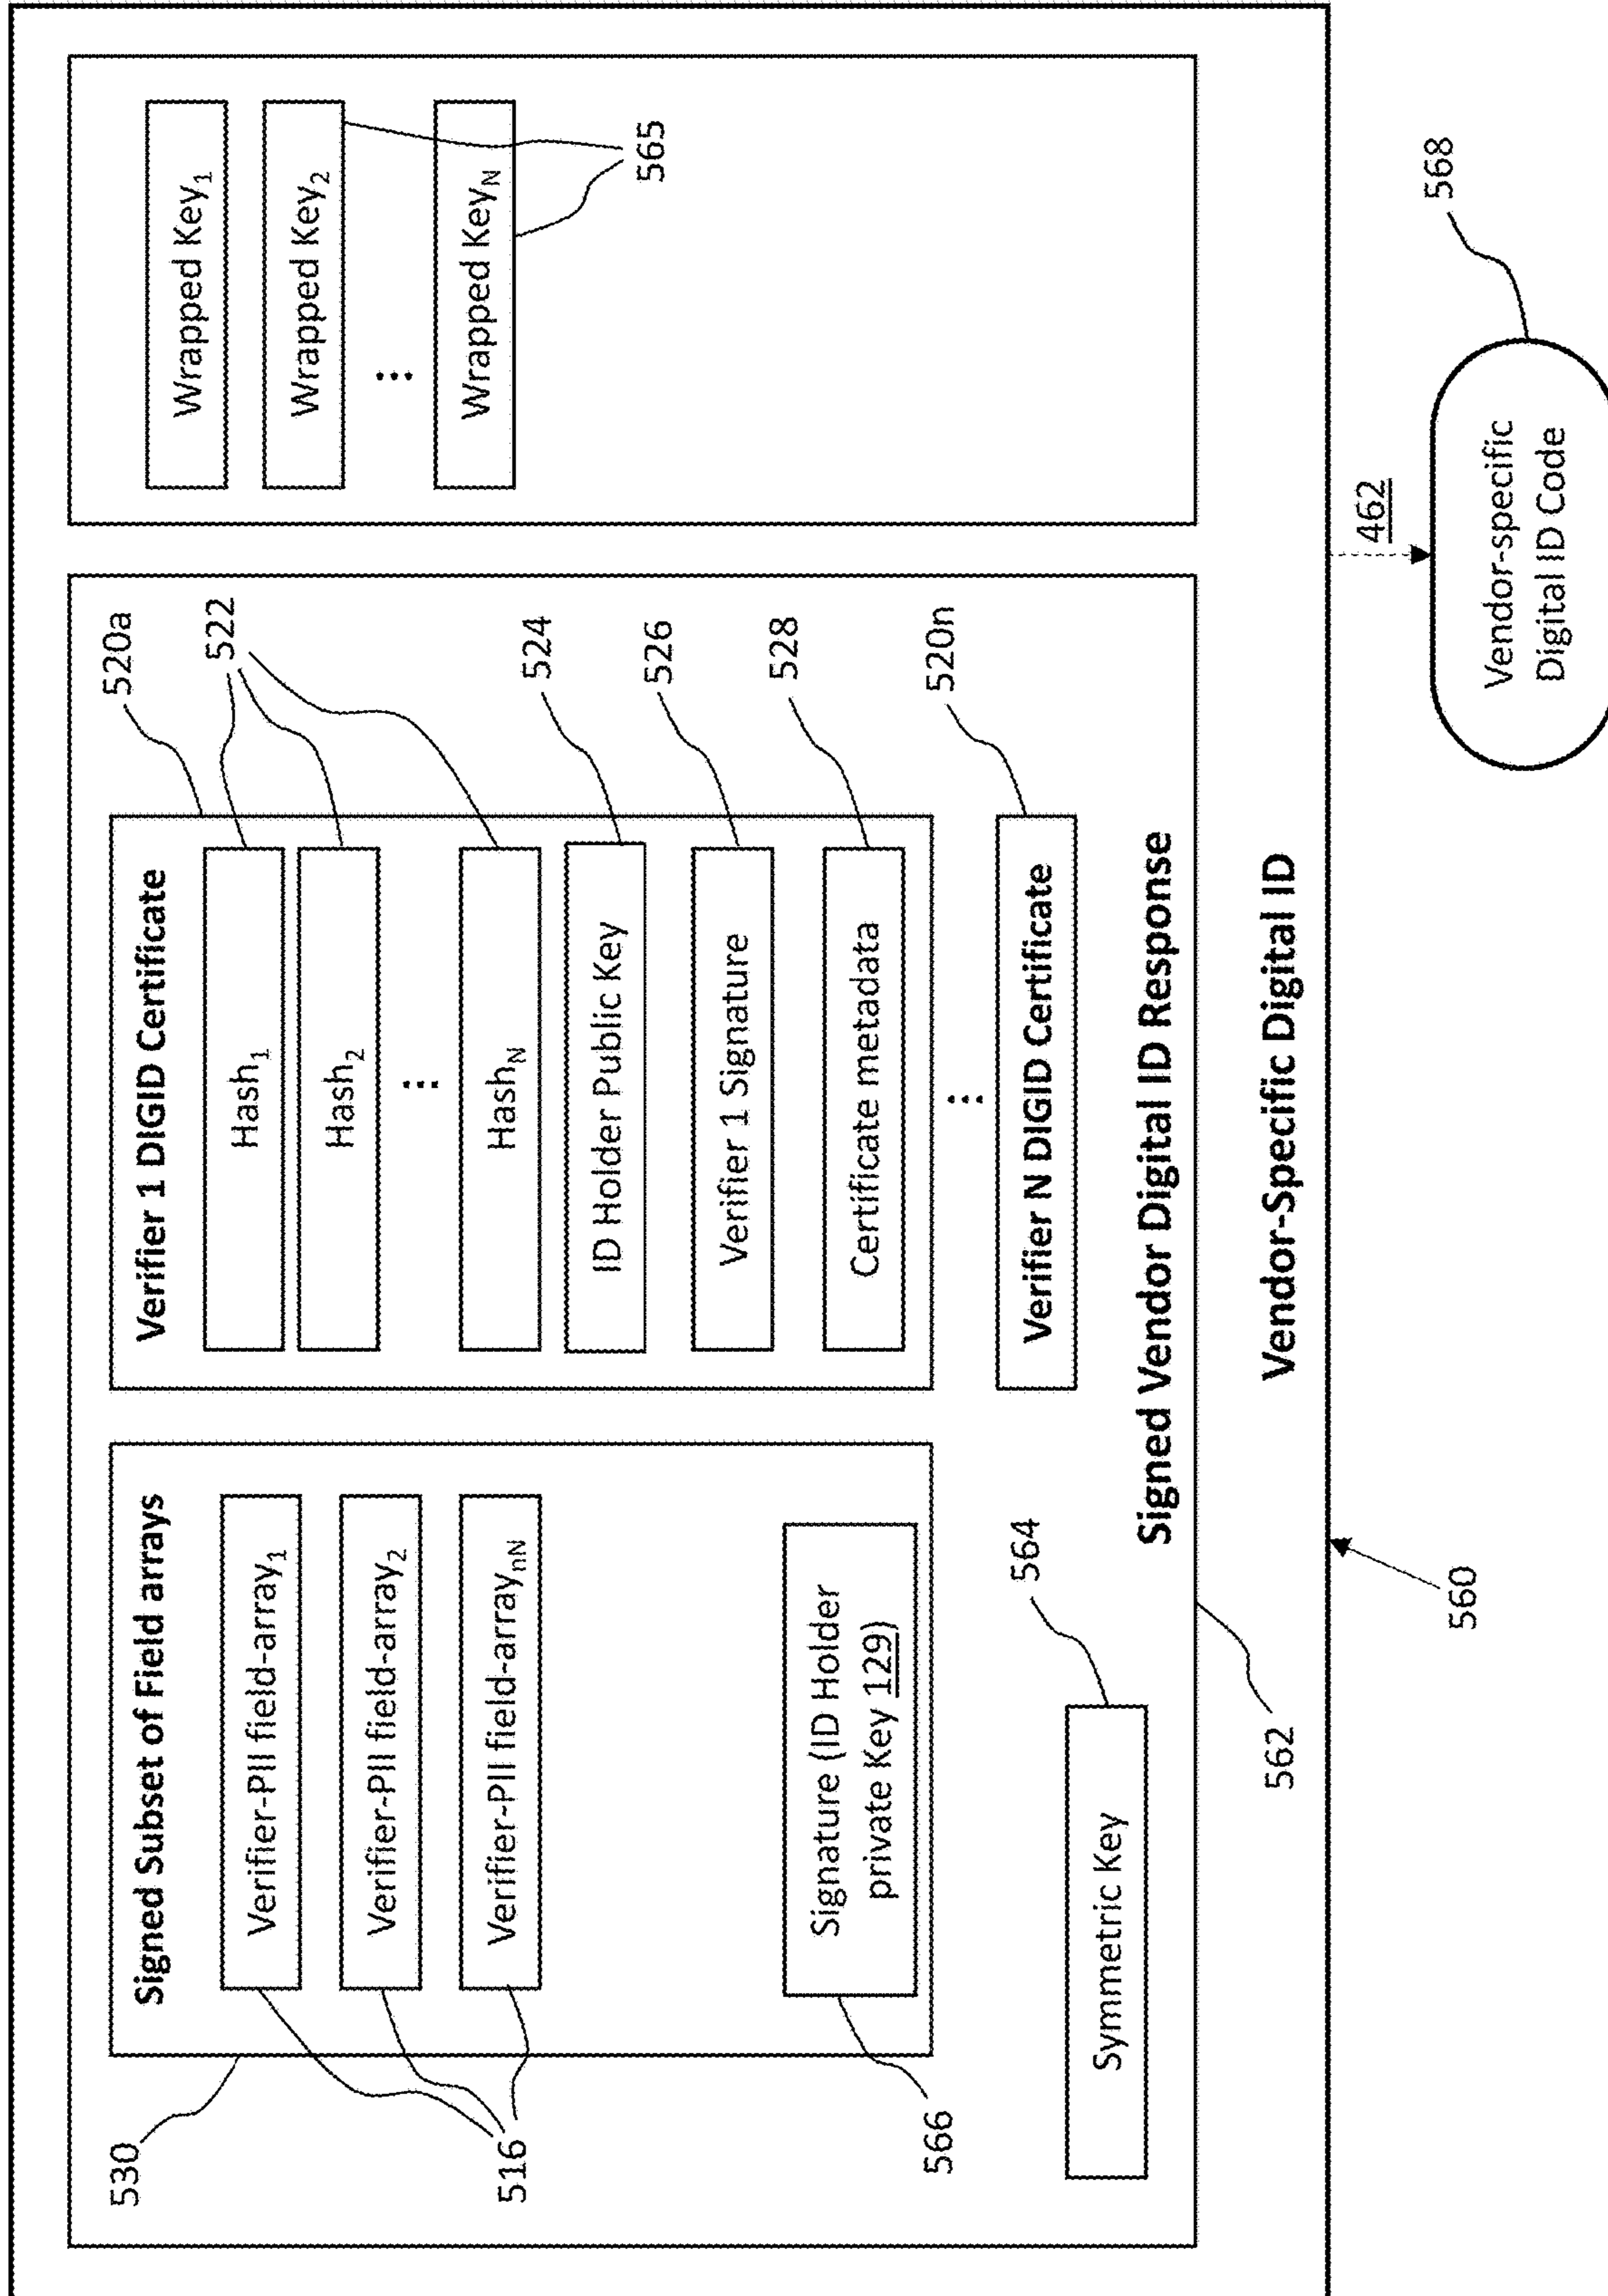 530
Signed Subset of Field arrays
Verifier-PII field-array₁
Verifier-PII field-array₂
Verifier-PII field-arrayₙN
516
Signature (ID Holder
private Key 129)
566
Symmetric Key
564
520a
Verifier 1 DIGID Certificate
Hash₁
Hash₂
⋮
Hash_N
522
ID Holder Public Key
524
Verifier 1 Signature
526
Certificate metadata
528
⋮
Verifier N DIGID Certificate
520n
Signed Vendor Digital ID Response
562
Wrapped Key₁
Wrapped Key₂
⋮
Wrapped Key_N
565
Vendor-Specific Digital ID
560
462
Vendor-specific
Digital ID Code
568